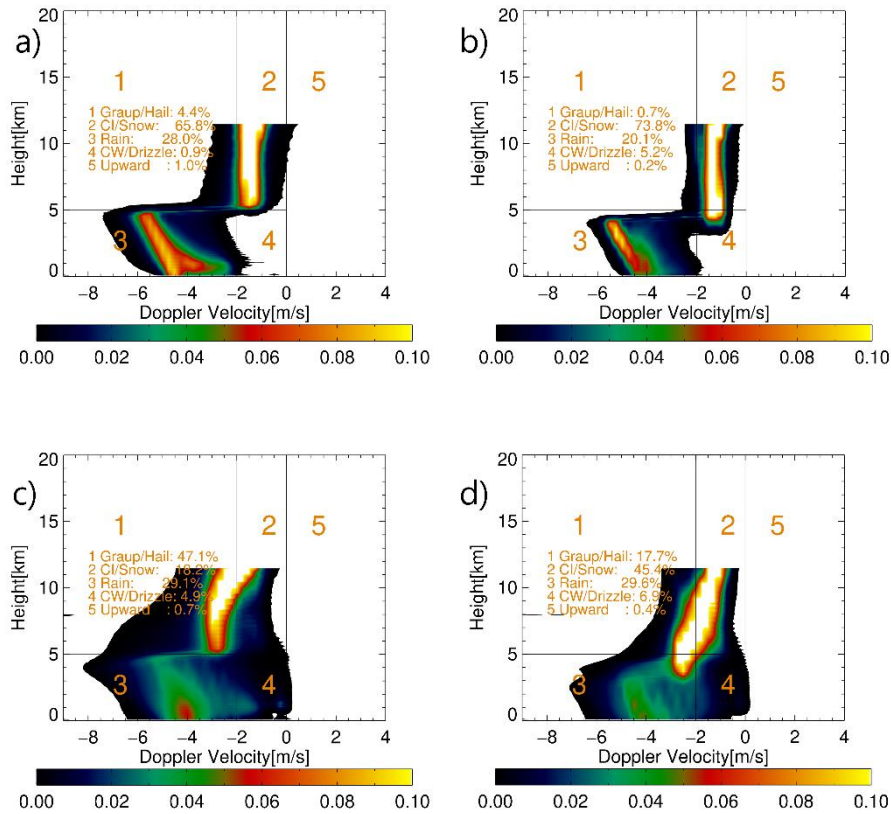 a)
20
15
10
5
0
Height[km]
1 2 5
1 Graup/Hail: 4.4%
2 CI/Snow: 65.8%
3 Rain: 28.0%
4 CW/Drizzle: 0.9%
5 Upward : 1.0%
3 4
−8 −6 −4 −2 0 2 4
Doppler Velocity[m/s]
0.00 0.02 0.04 0.06 0.08 0.10
b)
20
15
10
5
0
Height[km]
1 2 5
1 Graup/Hail: 0.7%
2 CI/Snow: 73.8%
3 Rain: 20.1%
4 CW/Drizzle: 5.2%
5 Upward : 0.2%
3 4
−8 −6 −4 −2 0 2 4
Doppler Velocity[m/s]
0.00 0.02 0.04 0.06 0.08 0.10
c)
20
15
10
5
0
Height[km]
1 2 5
1 Graup/Hail: 47.1%
2 CI/Snow: 18.2%
3 Rain: 29.1%
4 CW/Drizzle: 4.9%
5 Upward : 0.7%
3 4
−8 −6 −4 −2 0 2 4
Doppler Velocity[m/s]
0.00 0.02 0.04 0.06 0.08 0.10
d)
20
15
10
5
0
Height[km]
1 2 5
1 Graup/Hail: 17.7%
2 CI/Snow: 45.4%
3 Rain: 29.6%
4 CW/Drizzle: 6.9%
5 Upward : 0.4%
3 4
−8 −6 −4 −2 0 2 4
Doppler Velocity[m/s]
0.00 0.02 0.04 0.06 0.08 0.10